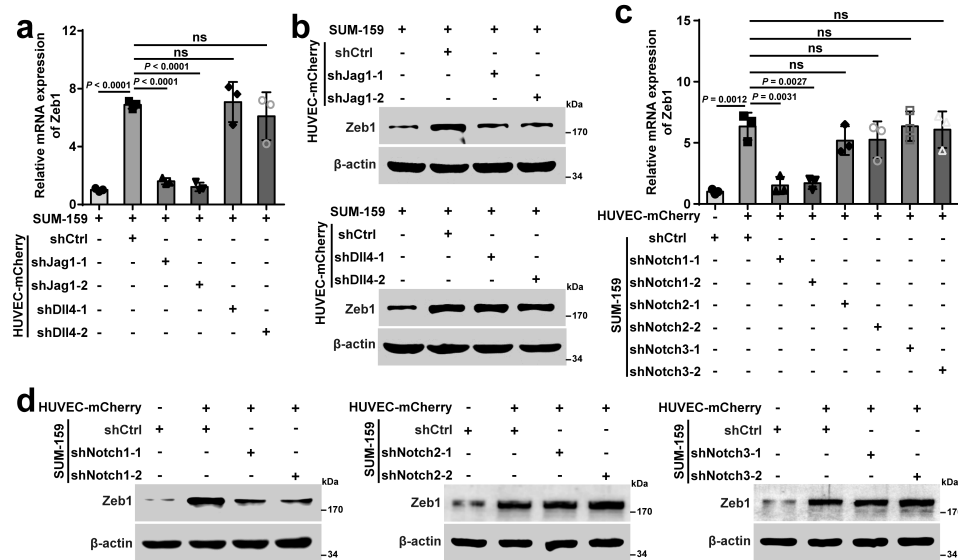 a
Relative mRNA expression
of Zeb1
12
8
4
0
ns
ns
P < 0.0001
P < 0.0001 P < 0.0001
SUM-159 + + + + + +
HUVEC-mCherry
shCtrl - + - - - -
shJag1-1 - - + - - -
shJag1-2 - - - + - -
shDll4-1 - - - - + -
shDll4-2 - - - - - +
b
SUM-159 + + + +
HUVEC-mCherry
shCtrl - + - -
shJag1-1 - - + -
shJag1-2 - - - +
kDa
Zeb1
170
β-actin
34
SUM-159 + + + +
HUVEC-mCherry
shCtrl - + - -
shDll4-1 - - + -
shDll4-2 - - - +
kDa
Zeb1
170
β-actin
34
c
Relative mRNA expression
of Zeb1
15
10
5
0
ns
ns
ns
ns
P = 0.0027
P = 0.0012 P = 0.0031
HUVEC-mCherry - + + + + + + +
SUM-159
shCtrl + + - - - - - -
shNotch1-1 - - + - - - - -
shNotch1-2 - - - + - - - -
shNotch2-1 - - - - + - - -
shNotch2-2 - - - - - + - -
shNotch3-1 - - - - - - + -
shNotch3-2 - - - - - - - +
d
HUVEC-mCherry - + + +
SUM-159
shCtrl + + - -
shNotch1-1 - - + -
shNotch1-2 - - - +
kDa
Zeb1
170
β-actin
34
HUVEC-mCherry - + + +
SUM-159
shCtrl + + - -
shNotch2-1 - - + -
shNotch2-2 - - - +
kDa
Zeb1
170
β-actin
34
HUVEC-mCherry - + + +
SUM-159
shCtrl + + - -
shNotch3-1 - - + -
shNotch3-2 - - - +
kDa
Zeb1
170
β-actin
34